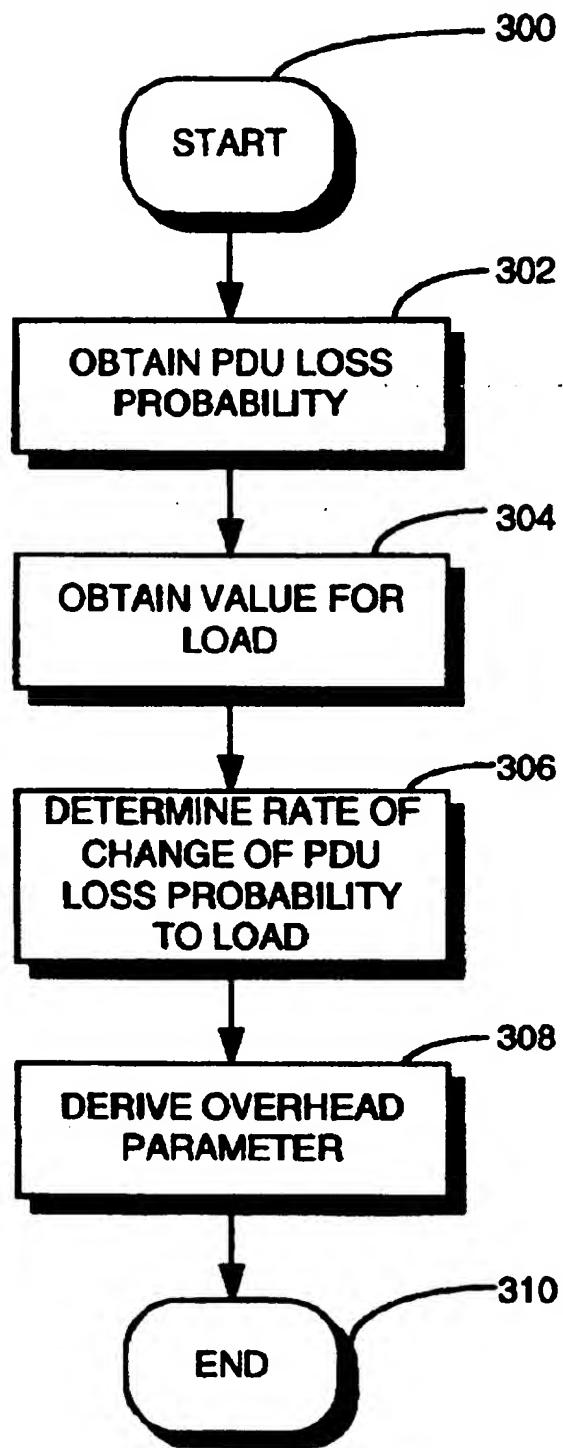 300
START
302
OBTAIN PDU LOSS
PROBABILITY
304
OBTAIN VALUE FOR
LOAD
306
DETERMINE RATE OF
CHANGE OF PDU
LOSS PROBABILITY
TO LOAD
308
DERIVE OVERHEAD
PARAMETER
310
END